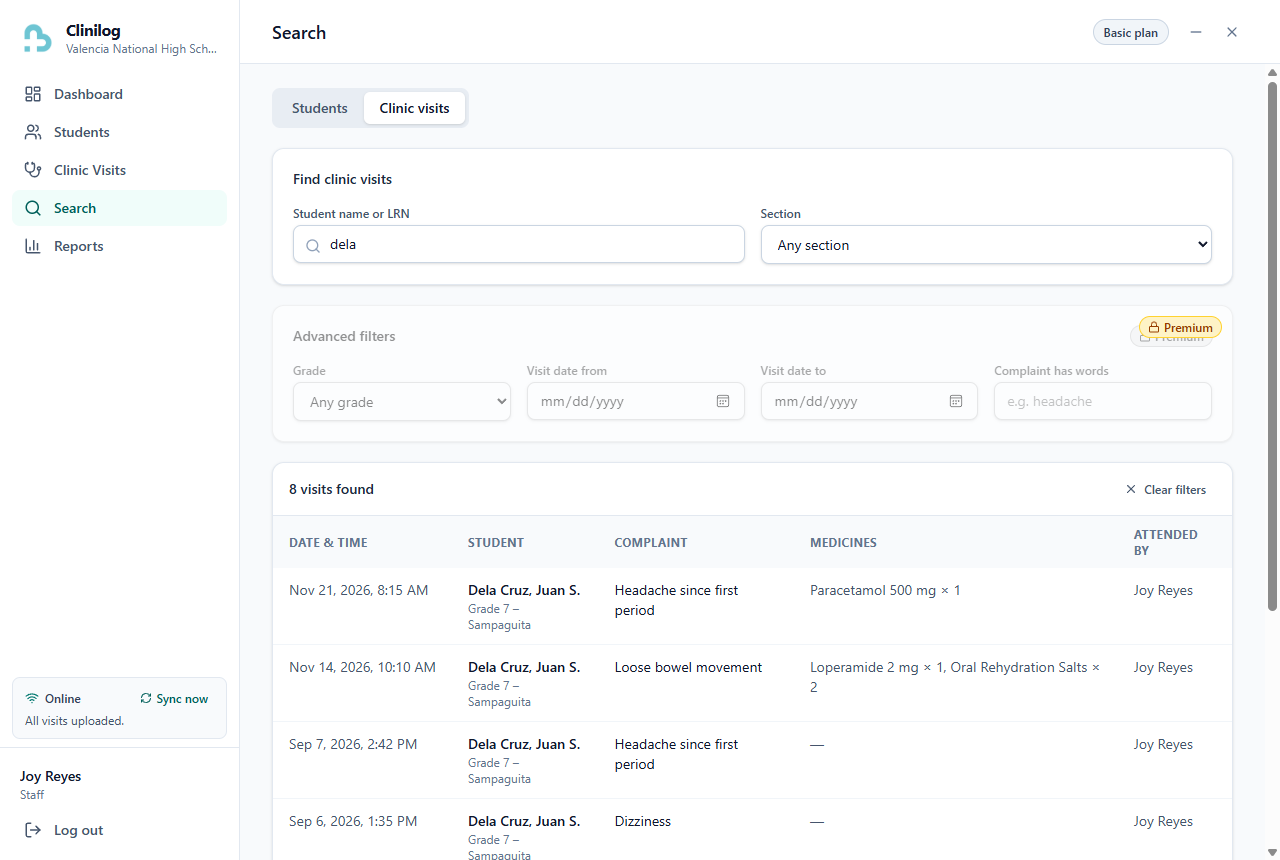 Clinilog
Valencia National High Sch...
Dashboard
Students
Clinic Visits
Search
Reports
Online
Sync now
All visits uploaded.
Joy Reyes
Staff
Log out
Search
Basic plan
Students
Clinic visits
Find clinic visits
Student name or LRN
Section
dela
Any section
Advanced filters
Premium
Premium
Grade
Visit date from
Visit date to
Complaint has words
Any grade
mm/dd/yyyy
mm/dd/yyyy
e.g. headache
8 visits found
Clear filters
DATE & TIME
STUDENT
COMPLAINT
MEDICINES
ATTENDED
BY
Nov 21, 2026, 8:15 AM
Dela Cruz, Juan S.
Grade 7 –
Sampaguita
Headache since first
period
Paracetamol 500 mg × 1
Joy Reyes
Nov 14, 2026, 10:10 AM
Dela Cruz, Juan S.
Grade 7 –
Sampaguita
Loose bowel movement
Loperamide 2 mg × 1, Oral Rehydration Salts ×
2
Joy Reyes
Sep 7, 2026, 2:42 PM
Dela Cruz, Juan S.
Grade 7 –
Sampaguita
Headache since first
period
—
Joy Reyes
Sep 6, 2026, 1:35 PM
Dela Cruz, Juan S.
Grade 7 –
Sampaguita
Dizziness
—
Joy Reyes